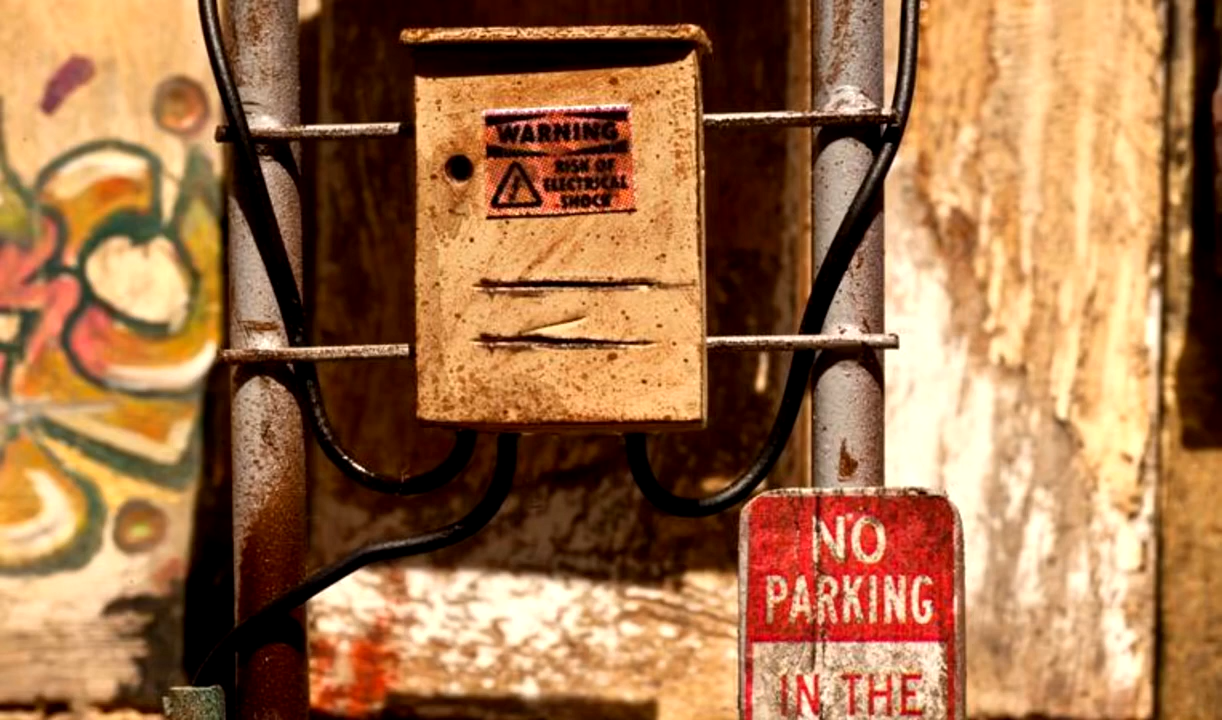 WARNING
RISK OF
ELECTRICAL
SHOCK
NO
PARKING
IN THE